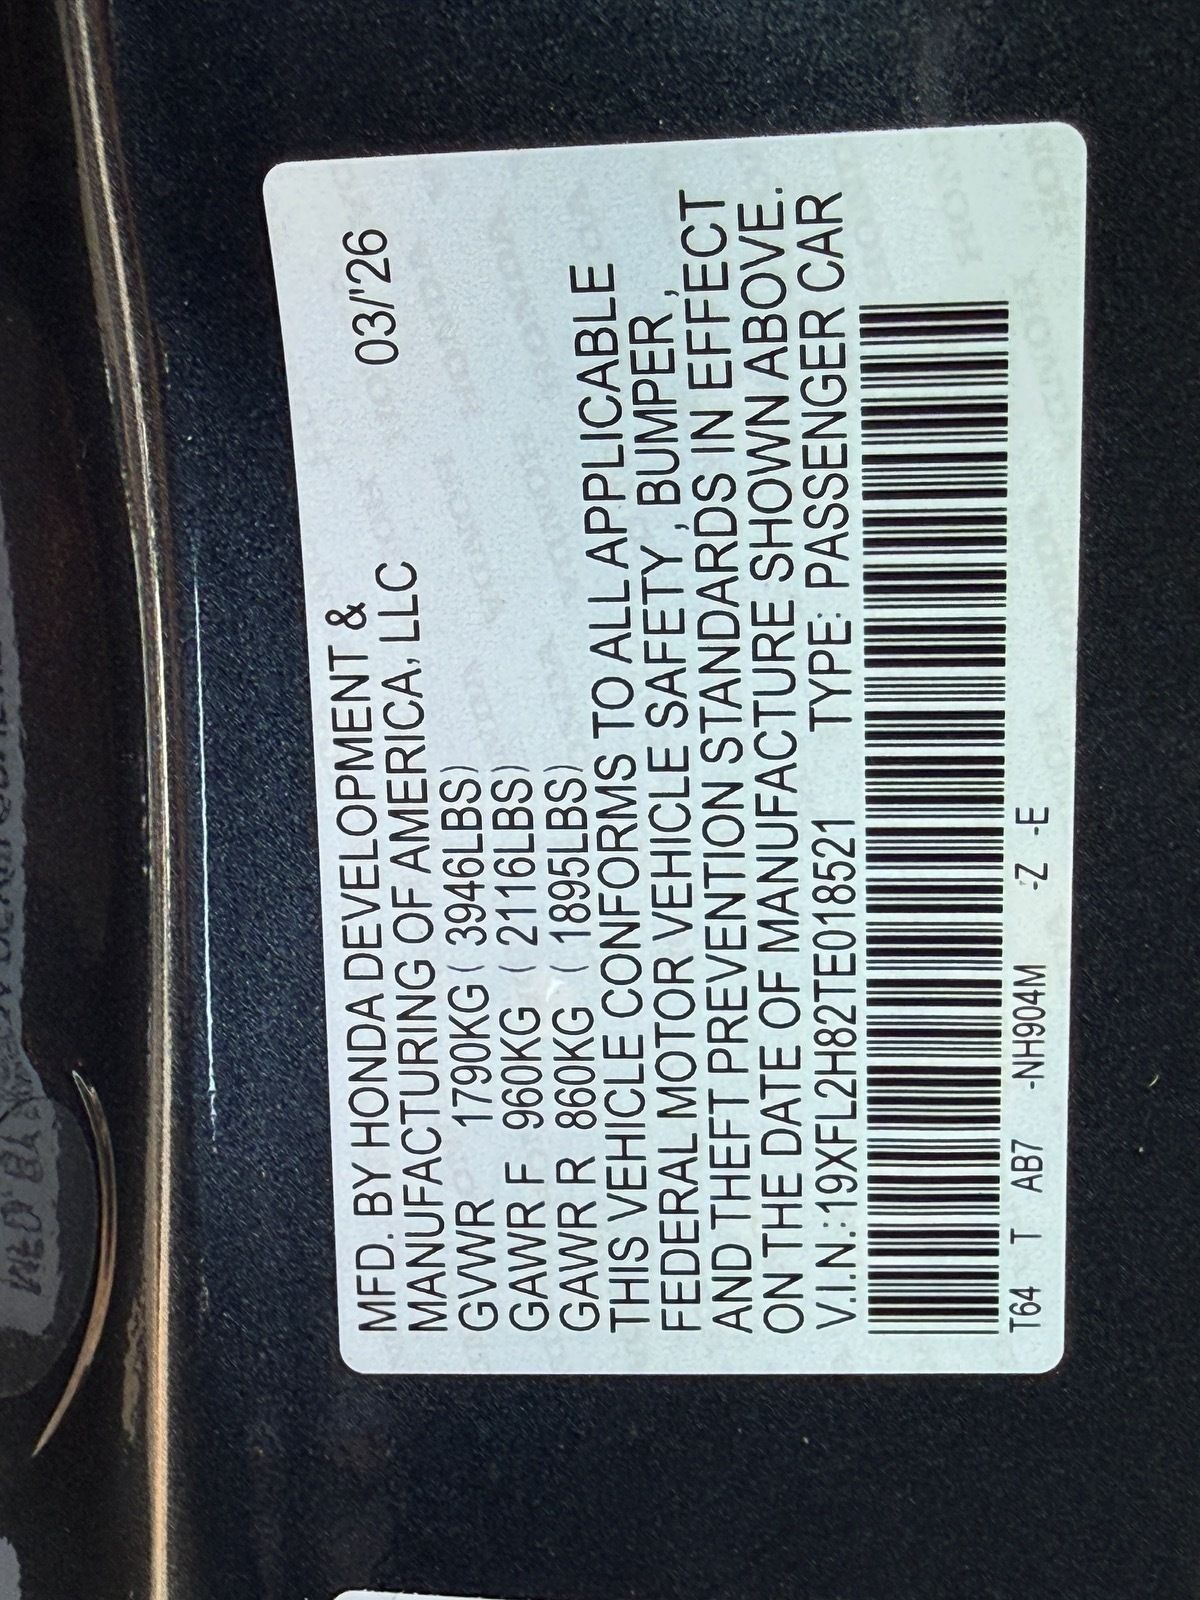 MFD. BY HONDA DEVELOPMENT &
MANUFACTURING OF AMERICA, LLC 03/'26
GVWR 1790KG ( 3946LBS)
GAWR F 960KG ( 2116LBS)
GAWR R 860KG ( 1895LBS)
THIS VEHICLE CONFORMS TO ALL APPLICABLE
FEDERAL MOTOR VEHICLE SAFETY , BUMPER ,
AND THEFT PREVENTION STANDARDS IN EFFECT
ON THE DATE OF MANUFACTURE SHOWN ABOVE.
V.I.N.:19XFL2H82TE018521 TYPE: PASSENGER CAR
T64 T AB7 -NH904M -Z -E